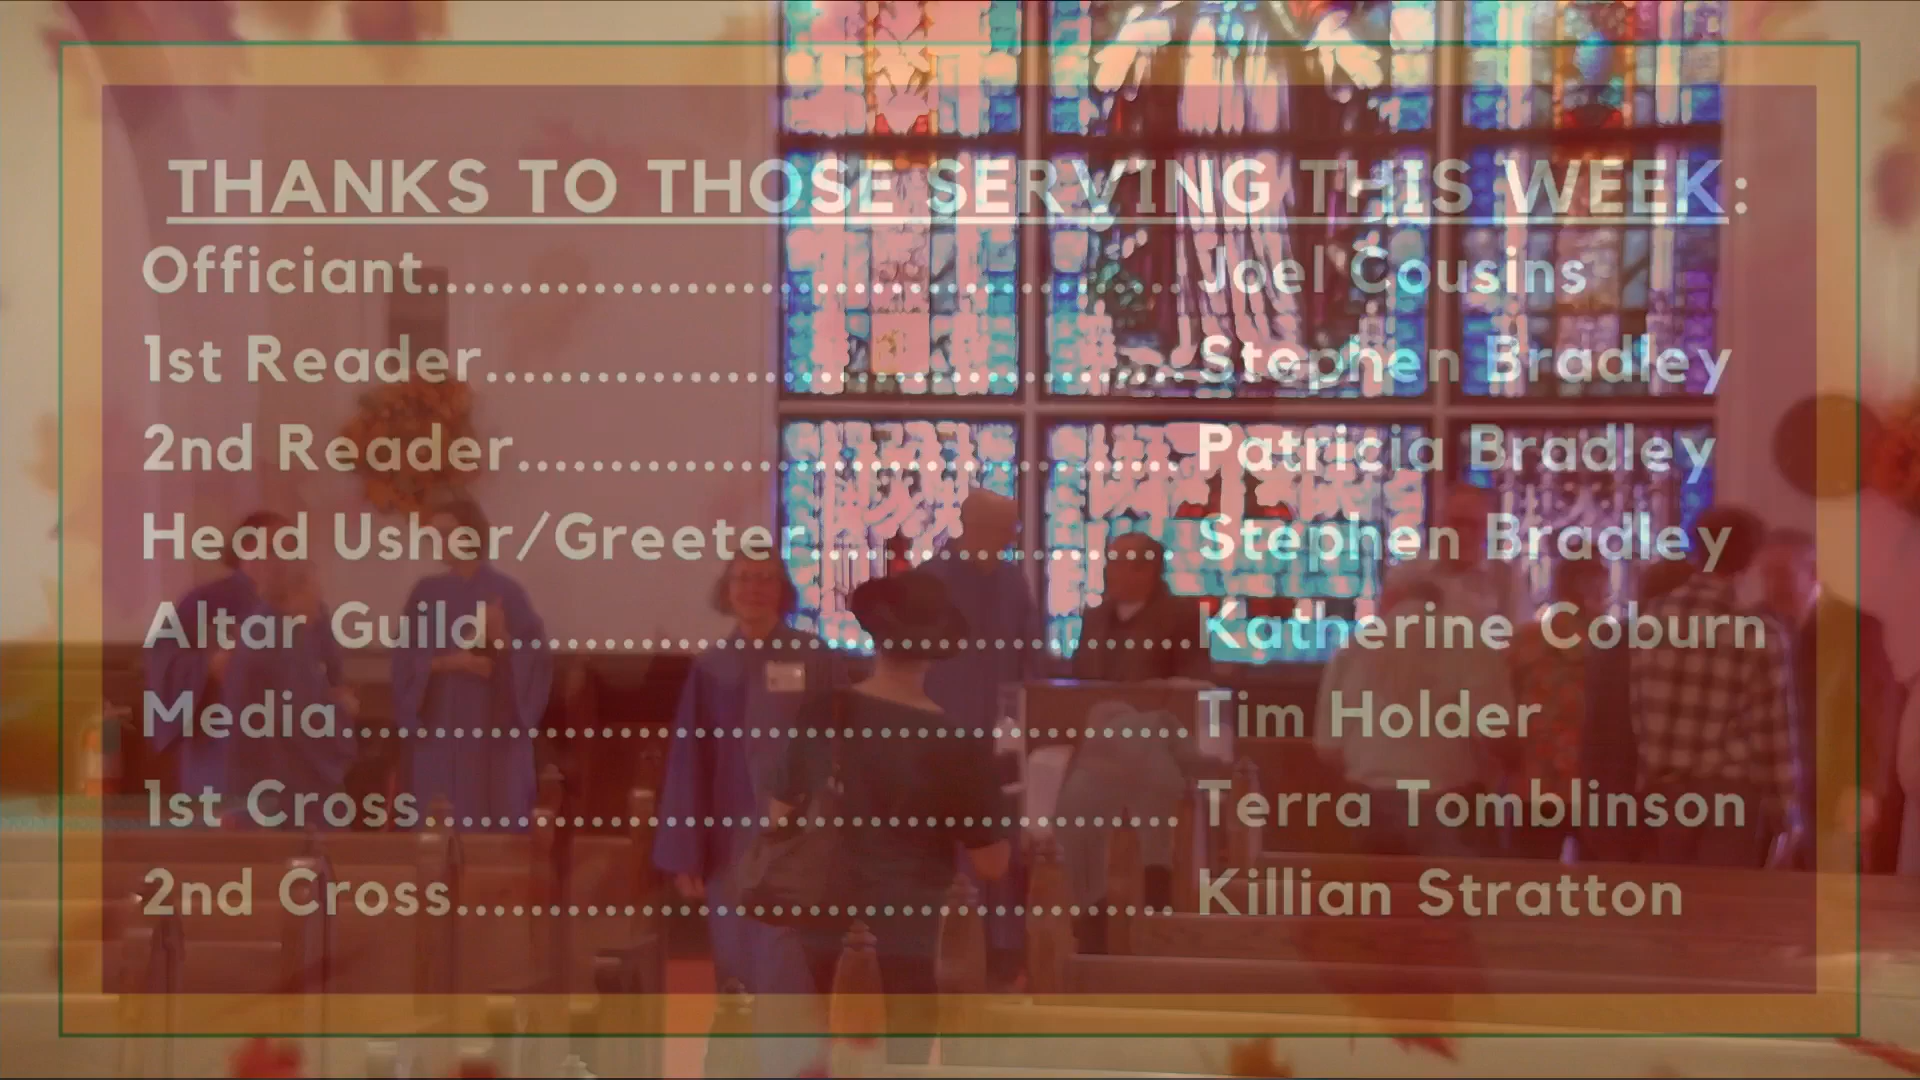 THANKS TO THOSE SERVING THIS WEEK:
Officiant........................................ Joel Cousins
1st Reader..................................... Stephen Bradley
2nd Reader................................... Patricia Bradley
Head Usher/Greeter.................... Stephen Bradley
Altar Guild.....................................Katherine Coburn
Media............................................. Tim Holder
1st Cross........................................ Terra Tomblinson
2nd Cross...................................... Killian Stratton